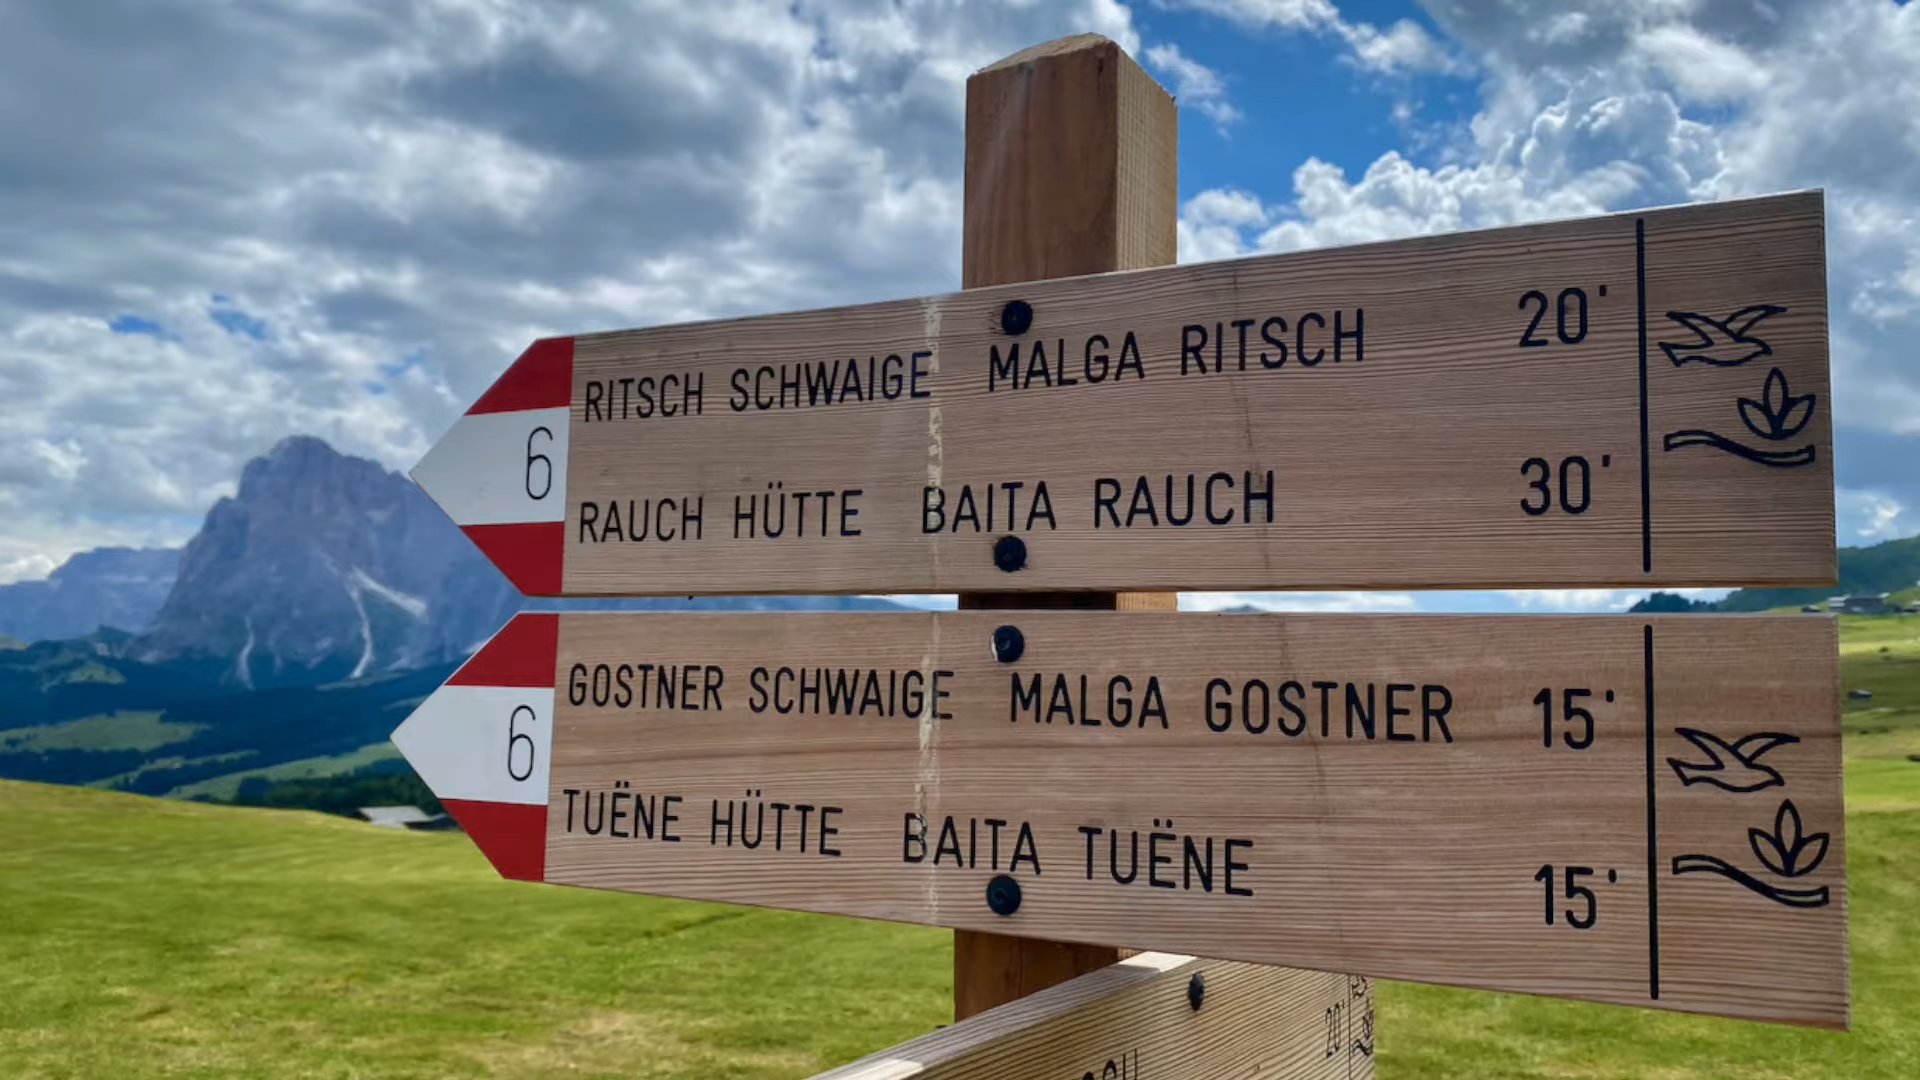 RITSCH SCHWAIGE MALGA RITSCH 20'
6
RAUCH HÜTTE BAITA RAUCH 30'
GOSTNER SCHWAIGE MALGA GOSTNER 15'
6
TUËNE HÜTTE BAITA TUËNE 15'
20'